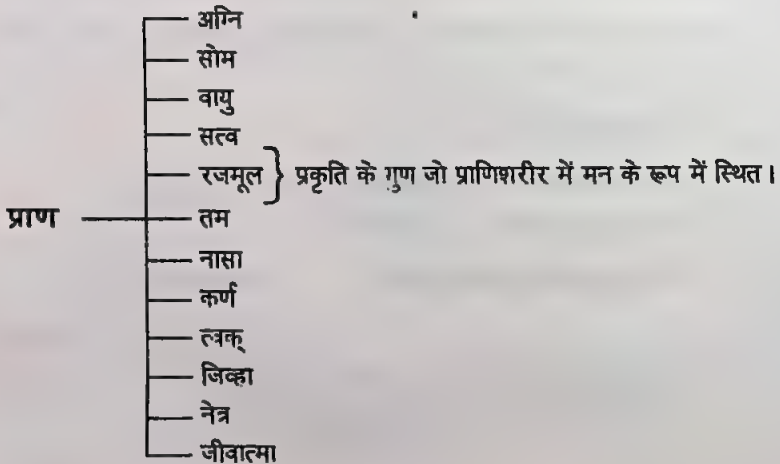 अग्नि
सोम
वायु
सत्व
रजमूल } प्रकृति के गुण जो प्राणिशरीर में मन के रूप में स्थित।
प्राण
तम
नासा
कर्ण
त्वक्
जिव्हा
नेत्र
जीवात्मा